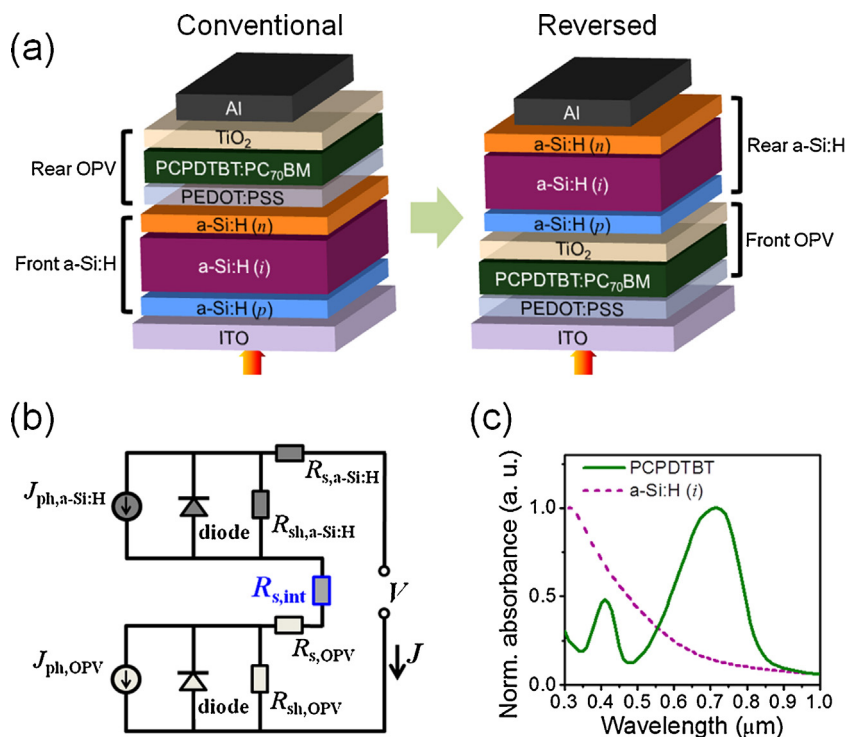 (a)
Conventional
Reversed
Al
TiO₂
PCPDTBT:PC₇₀BM
PEDOT:PSS
a-Si:H (n)
a-Si:H (i)
a-Si:H (p)
ITO
Rear OPV
Front a-Si:H
Al
a-Si:H (n)
a-Si:H (i)
a-Si:H (p)
TiO₂
PCPDTBT:PC₇₀BM
PEDOT:PSS
ITO
Rear a-Si:H
Front OPV
(b)
Jph,a-Si:H
diode
Rs,a-Si:H
Rsh,a-Si:H
Rs,int
V
Rs,OPV
J
Jph,OPV
diode
Rsh,OPV
(c)
PCPDTBT
a-Si:H (i)
Norm. absorbance (a. u.)
1.0
0.5
0.0
0.3 0.4 0.5 0.6 0.7 0.8 0.9 1.0
Wavelength (μm)